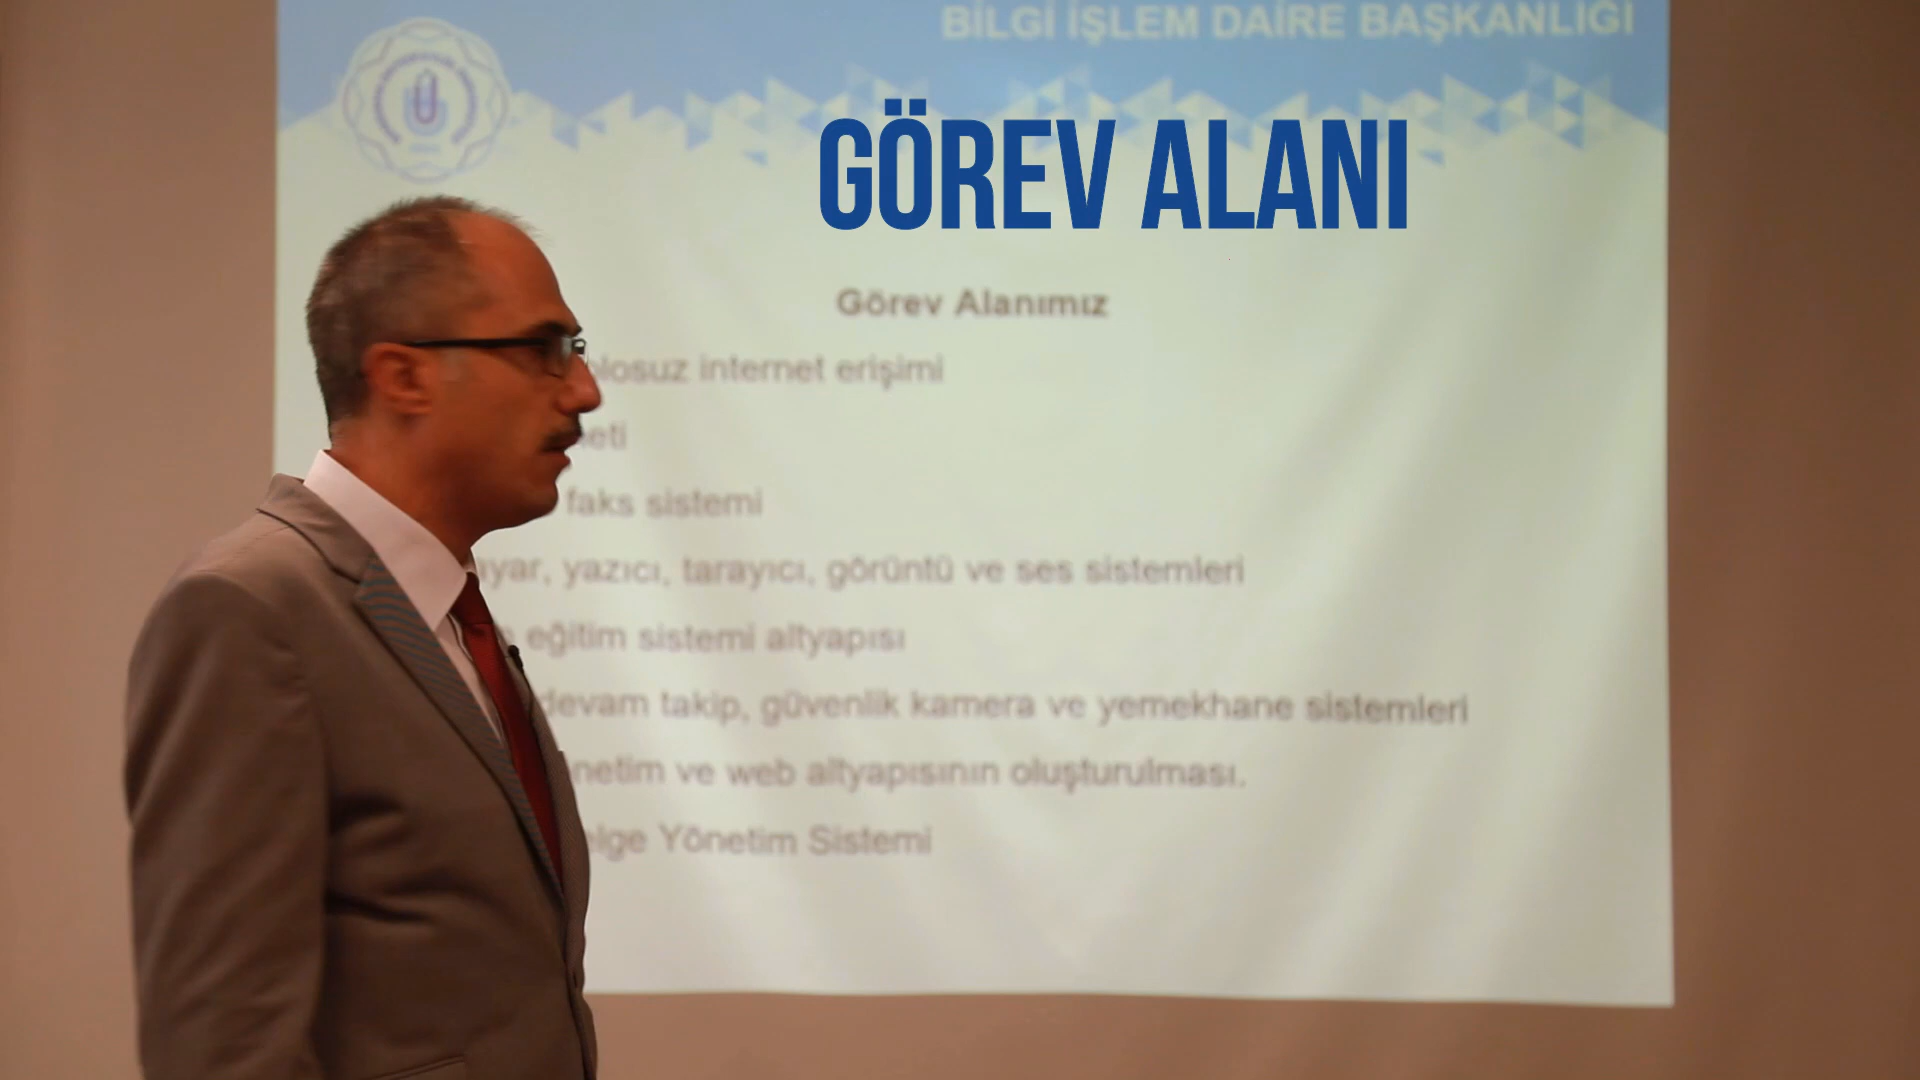 BİLGİ İŞLEM DAİRE BAŞKANLIĞI
GÖREV ALANI
Görev Alanımız
internet erişimi
faks sistemi
yazıcı, tarayıcı, görüntü ve ses sistemleri
eğitim sistemi altyapısı
devam takip, güvenlik kamera ve yemekhane sistemleri
ve web altyapısının oluşturulması.
Yönetim Sistemi